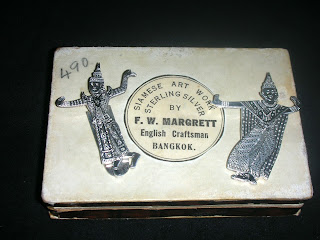 490
SIAMESE ART WORK
STERLING SILVER
BY
F. W. MARGRETT
English Craftsman
BANGKOK.